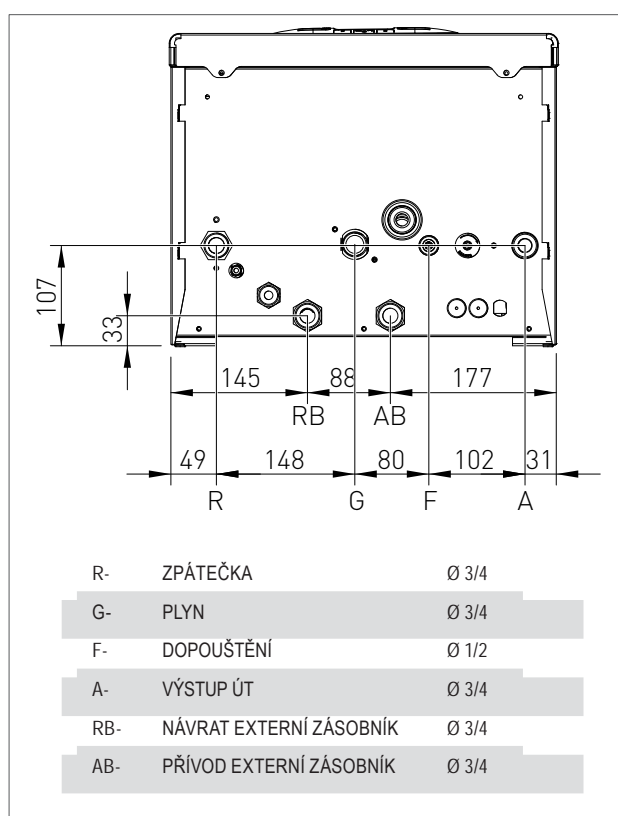 107
33
145 88 177
RB AB
49 148 80 102 31
R G F A
R- ZPÁTEČKA Ø 3/4
G- PLYN Ø 3/4
F- DOPOUŠTĚNÍ Ø 1/2
A- VÝSTUP ÚT Ø 3/4
RB- NÁVRAT EXTERNÍ ZÁSOBNÍK Ø 3/4
AB- PŘÍVOD EXTERNÍ ZÁSOBNÍK Ø 3/4